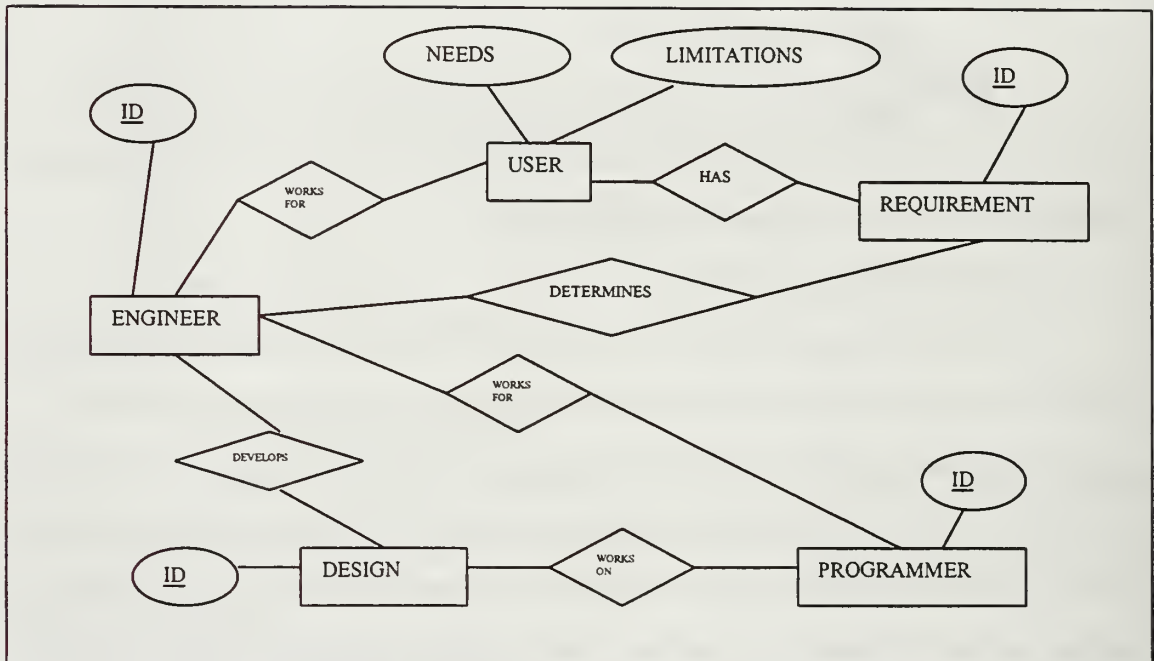 NEEDS
LIMITATIONS
ID
ID
USER
HAS
WORKS
FOR
REQUIREMENT
DETERMINES
ENGINEER
WORKS
FOR
DEVELOPS
ID
WORKS
ON
ID
DESIGN
PROGRAMMER